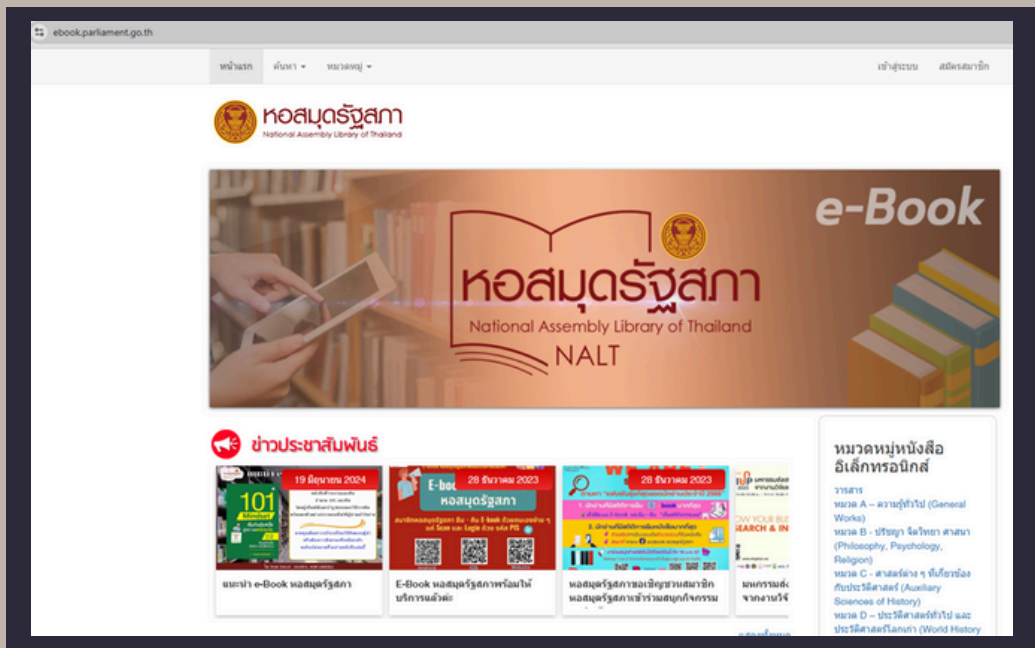 ebook.parliament.go.th
หน้าแรก ค้นหา หมวดหมู่ เข้าสู่ระบบ สมัครสมาชิก
หอสมุดรัฐสภา
National Assembly Library of Thailand
e-Book
หอสมุดรัฐสภา
National Assembly Library of Thailand
NALT
ข่าวประชาสัมพันธ์
19 มิถุนายน 2024
101
แนะนำ e-Book หอสมุดรัฐสภา
28 ธันวาคม 2023
หอสมุดรัฐสภา
E-Book หอสมุดรัฐสภาพร้อมให้
บริการแล้วค่ะ
28 ธันวาคม 2023
หอสมุดรัฐสภาขอเชิญชวนสมาชิก
หอสมุดรัฐสภาเข้าร่วมสนุกกิจกรรม
มหกรรมส่ง
จากงานวิจั
หมวดหมู่หนังสือ
อิเล็กทรอนิกส์
วารสาร
หมวด A – ความรู้ทั่วไป (General
Works)
หมวด B - ปรัชญา จิตวิทยา ศาสนา
(Philosophy, Psychology,
Religion)
หมวด C - ศาสตร์ต่าง ๆ ที่เกี่ยวข้อง
กับประวัติศาสตร์ (Auxiliary
Sciences of History)
หมวด D – ประวัติศาสตร์ทั่วไป และ
ประวัติศาสตร์โลกเก่า (World History